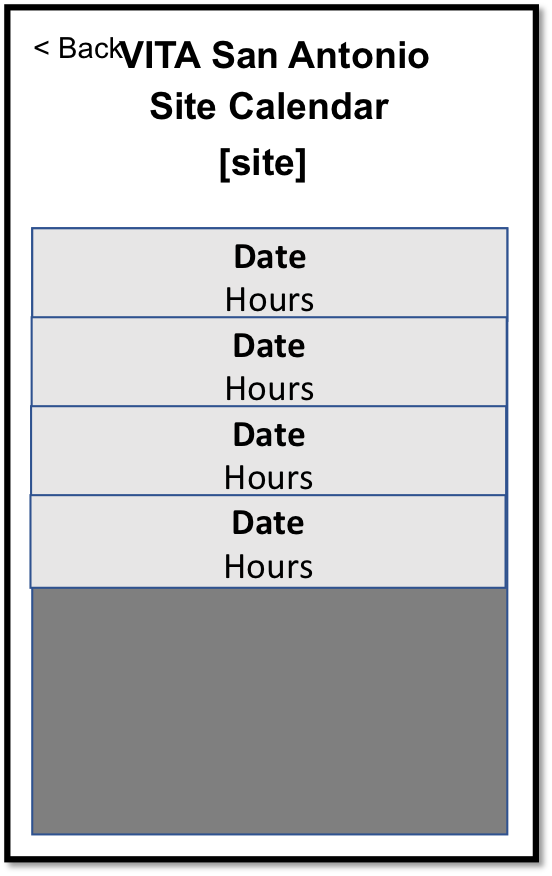 < Back
VITA San Antonio
Site Calendar
[site]
Date
Hours
Date
Hours
Date
Hours
Date
Hours